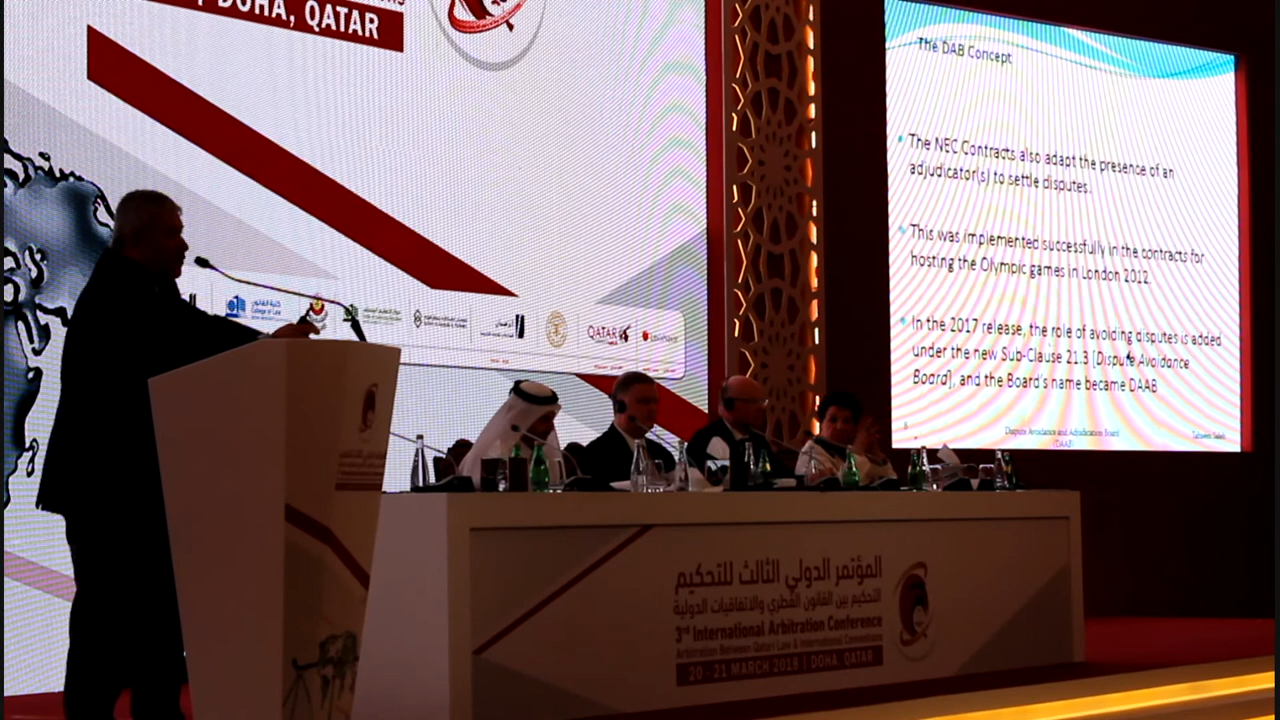 DOHA, QATAR
The DAB Concept
The NEC Contracts also adapt the presence of an
adjudicator(s) to settle disputes.
This was implemented successfully in the contracts for
hosting the Olympic games in London 2012.
In the 2017 release, the role of avoiding disputes is added
under the new Sub-Clause 21.3 [Dispute Avoidance
Board], and the Board's name became DAAB
Dispute Avoidance and Adjudication Board
(DAAB)
كلية القانون
College of Law
QATAR
المؤتمر الدولي الثالث للتحكيم
التحكيم بين القانون القطري والاتفاقيات الدولية
3rd International Arbitration Conference
Arbitration Between Qatari Law & International Conventions
20 - 21 MARCH 2018 | DOHA, QATAR